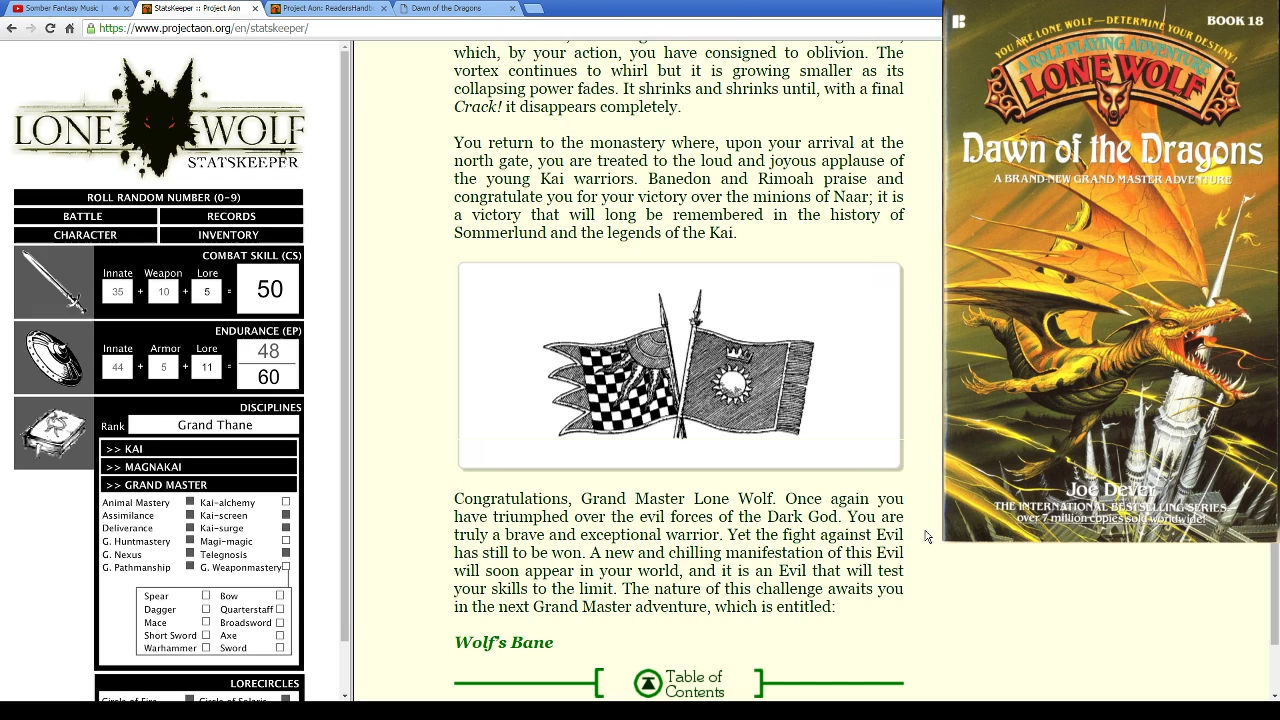 Somber Fantasy Music |
StatsKeeper :: Project Aon
Project Aon: ReadersHandb
Dawn of the Dragons
https://www.projectaon.org/en/statskeeper/
LONE WOLF
STATSKEEPER
ROLL RANDOM NUMBER (0-9)
BATTLE RECORDS
CHARACTER INVENTORY
COMBAT SKILL (CS)
Innate Weapon Lore
35 + 10 + 5 = 50
ENDURANCE (EP)
Innate Armor Lore
48
44 + 5 + 11 = 60
DISCIPLINES
Rank Grand Thane
>> KAI
>> MAGNAKAI
>> GRAND MASTER
Animal Mastery Kai-alchemy
Assimilance Kai-screen
Deliverance Kai-surge
G. Huntmastery Magi-magic
G. Nexus Telegnosis
G. Pathmanship G. Weaponmastery
Spear Bow
Dagger Quarterstaff
Mace Broadsword
Short Sword Axe
Warhammer Sword
LORECIRCLES
Circle of Fire Circle of Solaris
which, by your action, you have consigned to oblivion. The
vortex continues to whirl but it is growing smaller as its
collapsing power fades. It shrinks and shrinks until, with a final
Crack! it disappears completely.
You return to the monastery where, upon your arrival at the
north gate, you are treated to the loud and joyous applause of
the young Kai warriors. Banedon and Rimoah praise and
congratulate you for your victory over the minions of Naar; it is
a victory that will long be remembered in the history of
Sommerlund and the legends of the Kai.
Congratulations, Grand Master Lone Wolf. Once again you
have triumphed over the evil forces of the Dark God. You are
truly a brave and exceptional warrior. Yet the fight against Evil
has still to be won. A new and chilling manifestation of this Evil
will soon appear in your world, and it is an Evil that will test
your skills to the limit. The nature of this challenge awaits you
in the next Grand Master adventure, which is entitled:
Wolf's Bane
Table of
Contents
B
BOOK 18
YOU ARE LONE WOLF—DETERMINE YOUR DESTINY!
A ROLE PLAYING ADVENTURE
LONE WOLF
Dawn of the Dragons
A BRAND-NEW GRAND MASTER ADVENTURE
Joe Dever
THE INTERNATIONAL BESTSELLING SERIES—
over 7 million copies sold worldwide!